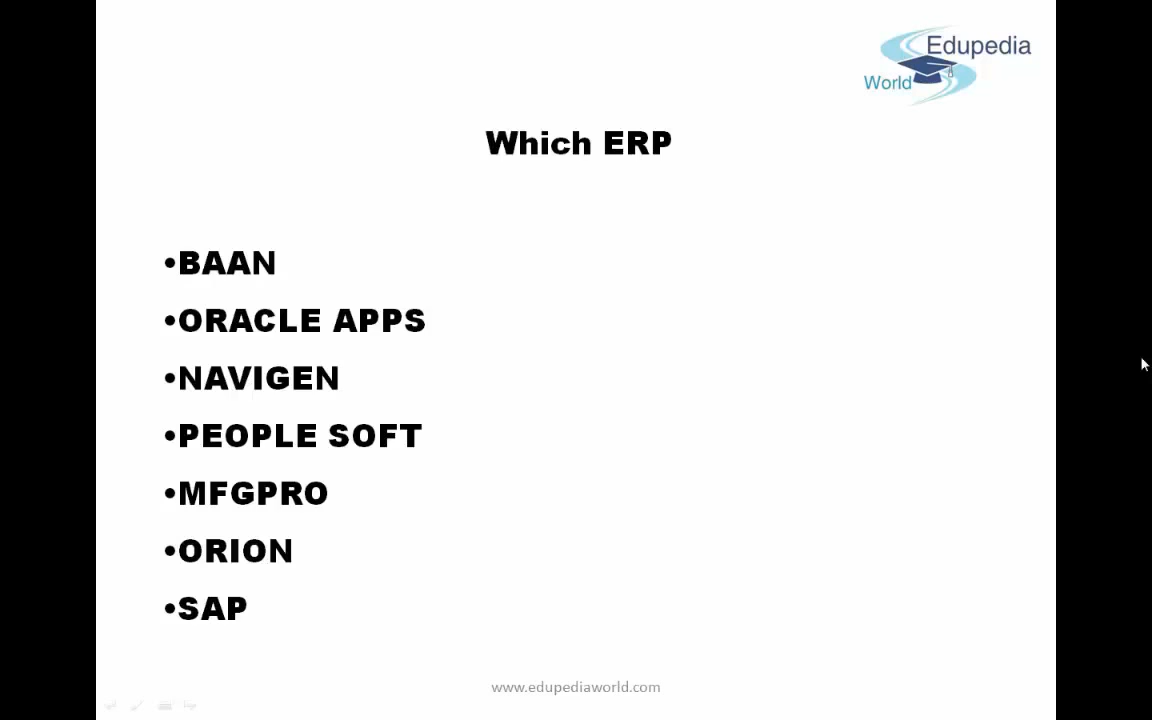 Edupedia
World
Which ERP
•BAAN
•ORACLE APPS
•NAVIGEN
•PEOPLE SOFT
•MFGPRO
•ORION
•SAP
www.edupediaworld.com